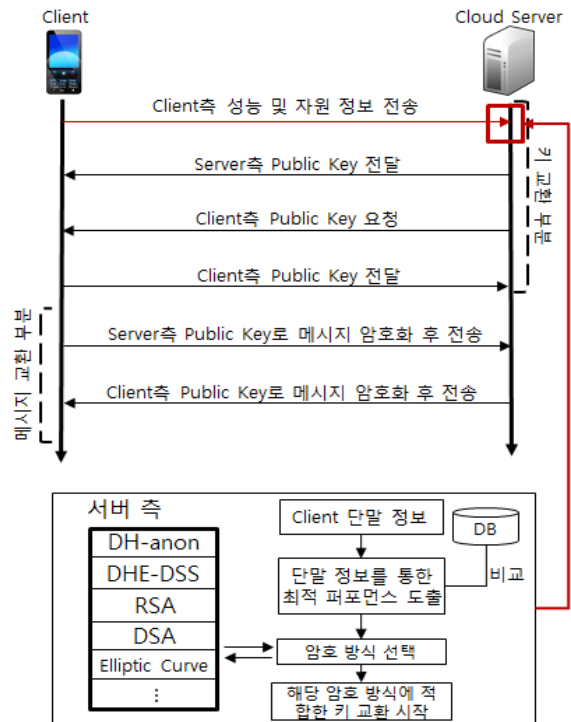 Client
Cloud Server
Client측 성능 및 자원 정보 전송
Server측 Public Key 전달
Client측 Public Key 요청
Client측 Public Key 전달
키 교환 부분
Server측 Public Key로 메시지 암호화 후 전송
Client측 Public Key로 메시지 암호화 후 전송
메시지 교환 부분
서버 측
DH-anon
DHE-DSS
RSA
DSA
Elliptic Curve
⋮
Client 단말 정보
DB
단말 정보를 통한
최적 퍼포먼스 도출
비교
암호 방식 선택
해당 암호 방식에 적
합한 키 교환 시작